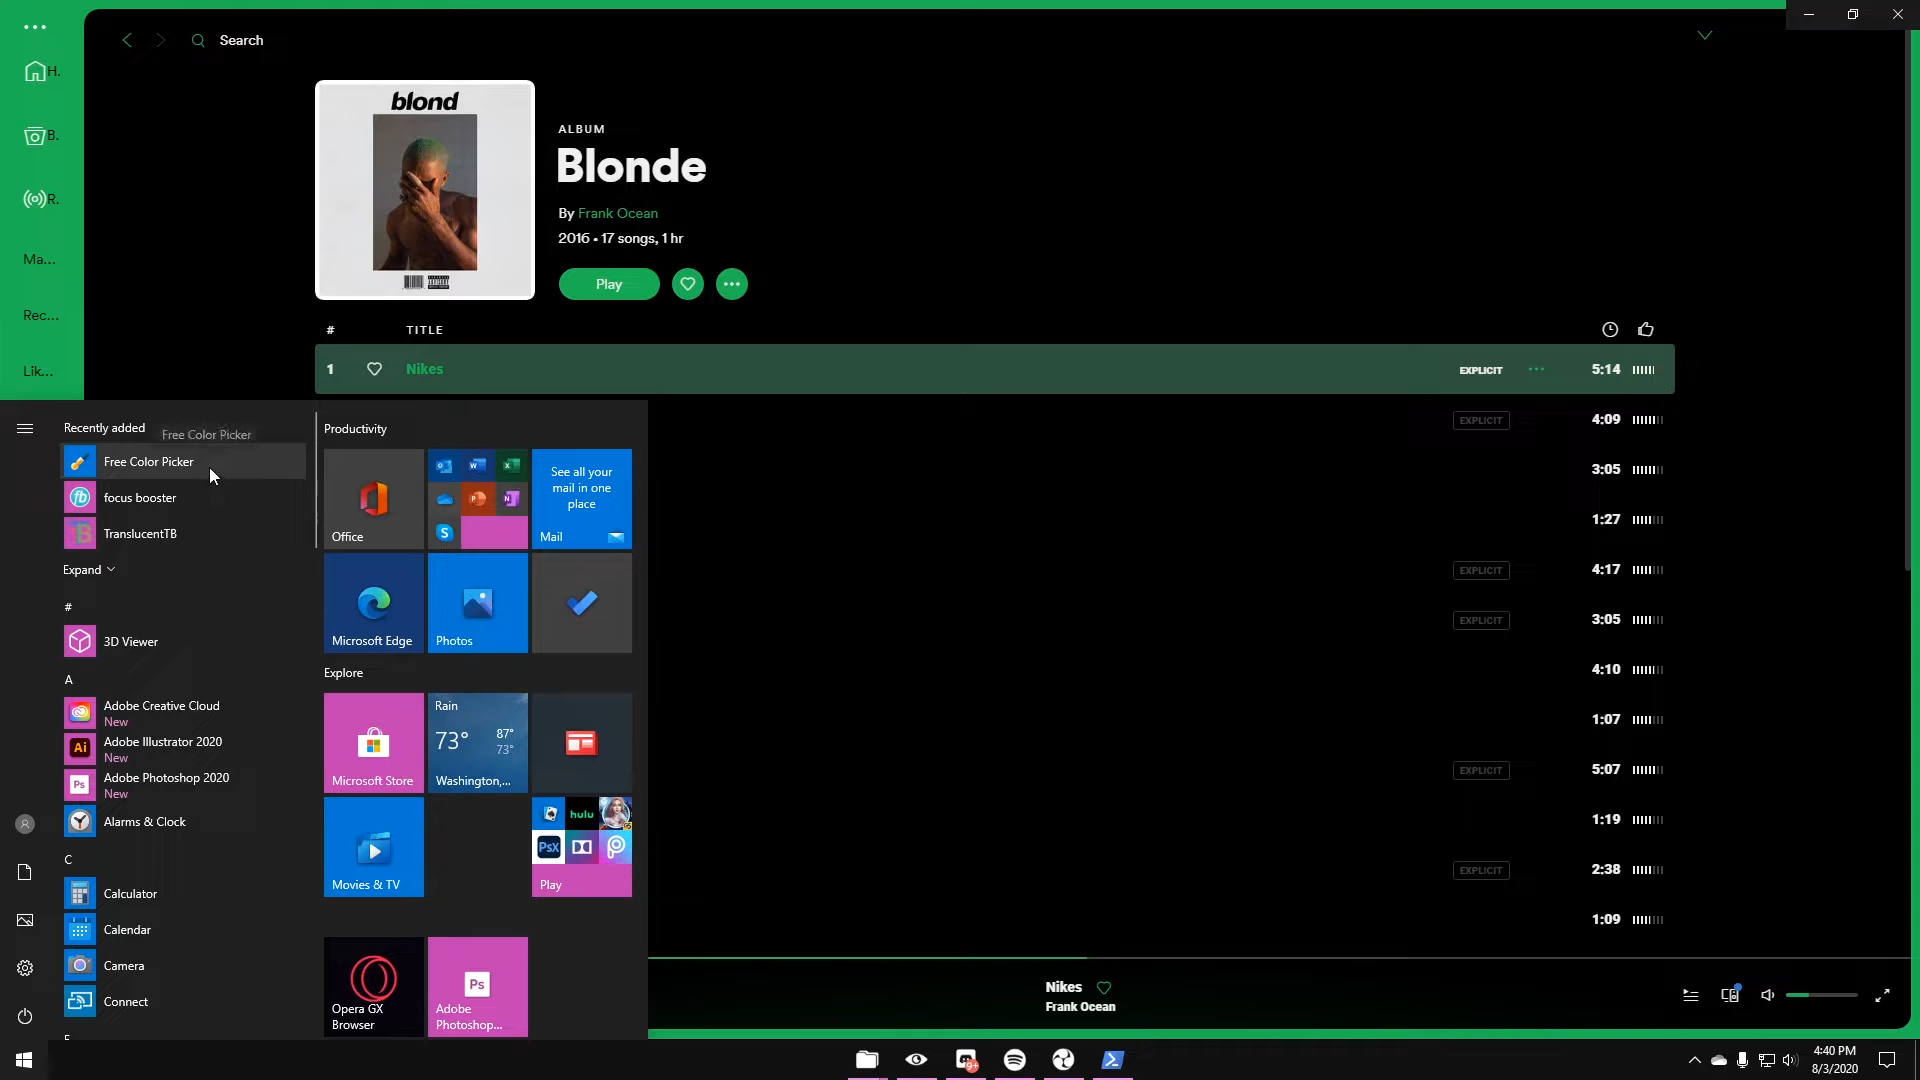 Search
H.
B.
R.
Ma...
Rec...
Lik...
blond
ALBUM
Blonde
By Frank Ocean
2016 • 17 songs, 1 hr
Play
# TITLE
1 Nikes EXPLICIT 5:14
EXPLICIT 4:09
3:05
1:27
EXPLICIT 4:17
EXPLICIT 3:05
4:10
1:07
EXPLICIT 5:07
1:19
EXPLICIT 2:38
1:09
Recently added
Free Color Picker
Free Color Picker
focus booster
TranslucentTB
Expand
#
3D Viewer
A
Adobe Creative Cloud
New
Adobe Illustrator 2020
New
Adobe Photoshop 2020
New
Alarms & Clock
C
Calculator
Calendar
Camera
Connect
Productivity
Office
See all your
mail in one
place
Mail
Microsoft Edge
Photos
Explore
Microsoft Store
Rain
73° 87°
73°
Washington,...
Movies & TV
hulu
PsX
Play
Opera GX
Browser
Ps
Adobe
Photoshop...
Nikes
Frank Ocean
9+
4:40 PM
8/3/2020